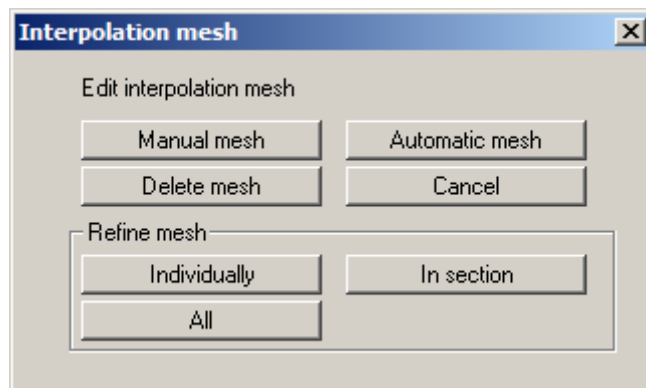 Interpolation mesh
Edit interpolation mesh
Manual mesh Automatic mesh
Delete mesh Cancel
Refine mesh
Individually In section
All